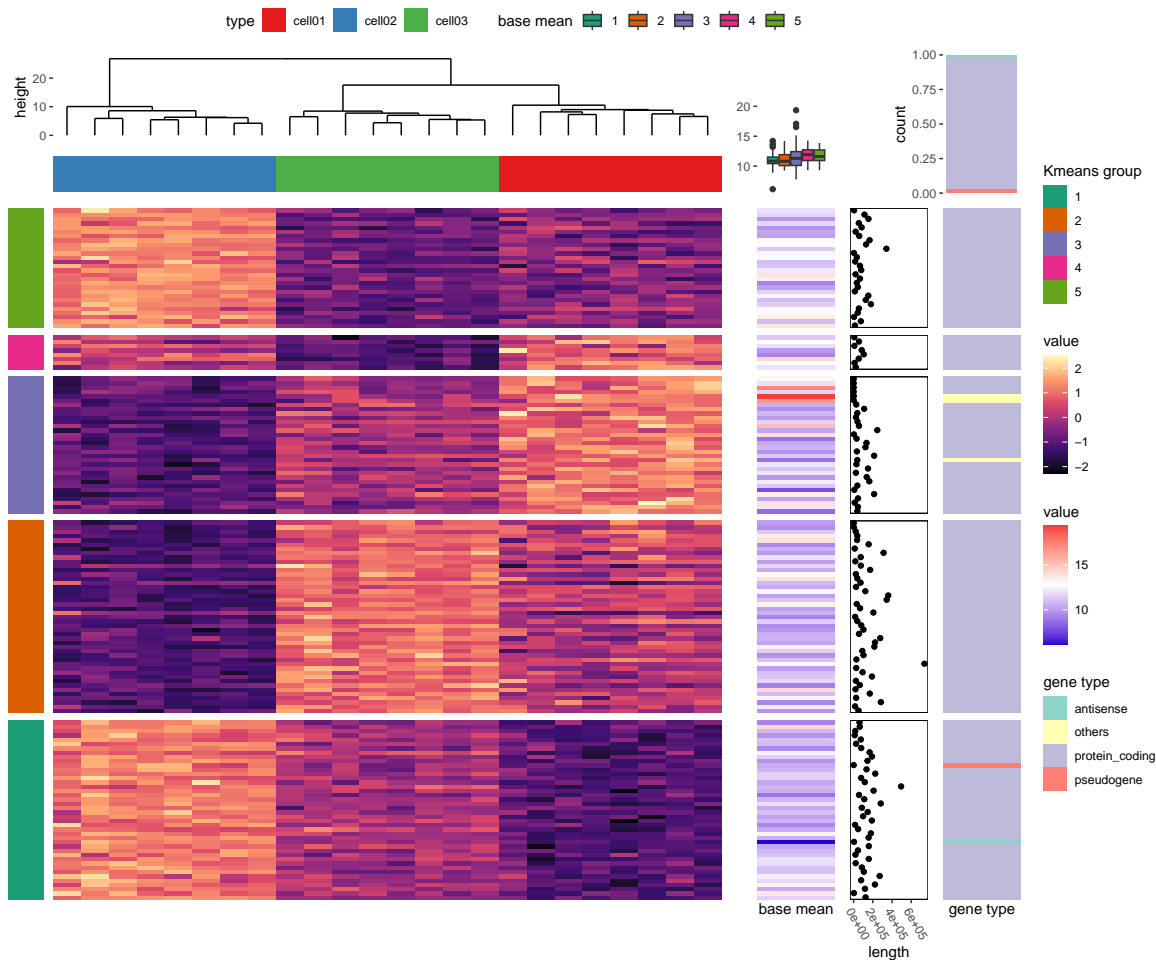 type cell01 cell02 cell03 base mean 1 2 3 4 5
height
20
10
0
20
15
10
count
1.00
0.75
0.50
0.25
0.00
Kmeans group
1
2
3
4
5
value
2
1
0
−1
−2
value
15
10
gene type
antisense
others
protein_coding
pseudogene
base mean
0e+00
2e+05
4e+05
6e+05
length
gene type